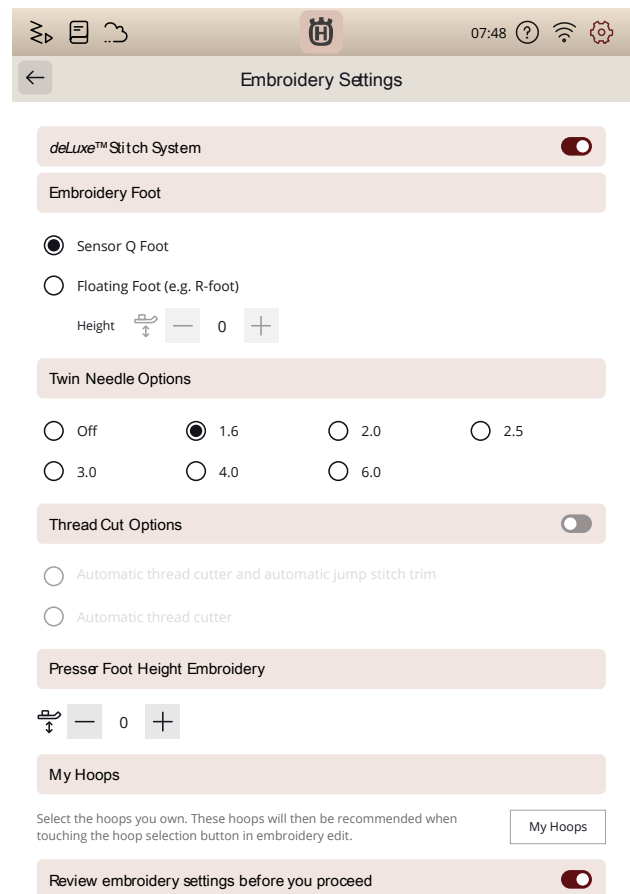 07:48 ?
Embroidery Settings
deLuxe™ Stitch System
Embroidery Foot
Sensor Q Foot
Floating Foot (e.g. R-foot)
Height 0
Twin Needle Options
Off 1.6 2.0 2.5
3.0 4.0 6.0
Thread Cut Options
Automatic thread cutter and automatic jump stitch trim
Automatic thread cutter
Presser Foot Height Embroidery
0
My Hoops
Select the hoops you own. These hoops will then be recommended when
touching the hoop selection button in embroidery edit.
My Hoops
Review embroidery settings before you proceed